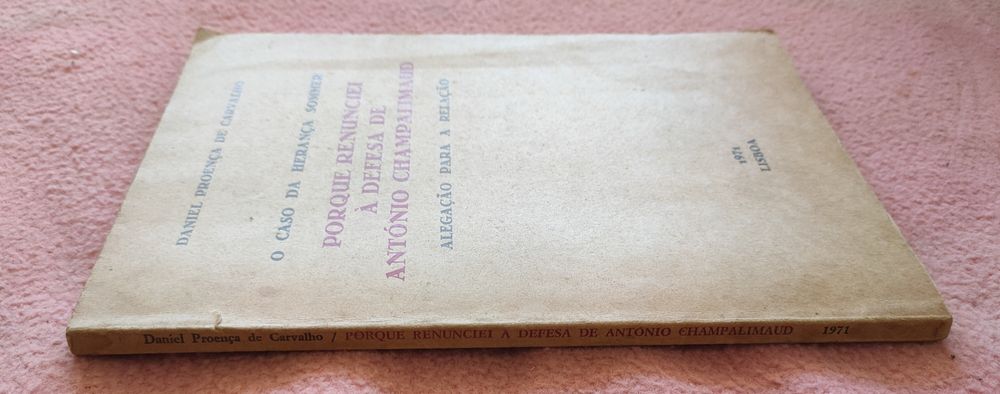 DANIEL PROENÇA DE CARVALHO
O CASO DA HERANÇA SOMMER
PORQUE RENUNCIEI
À DEFESA DE
ANTÓNIO CHAMPALIMAUD
ALEGAÇÃO PARA A RELAÇÃO
1971
LISBOA
Daniel Proença de Carvalho / PORQUE RENUNCIEI À DEFESA DE ANTÓNIO CHAMPALIMAUD 1971